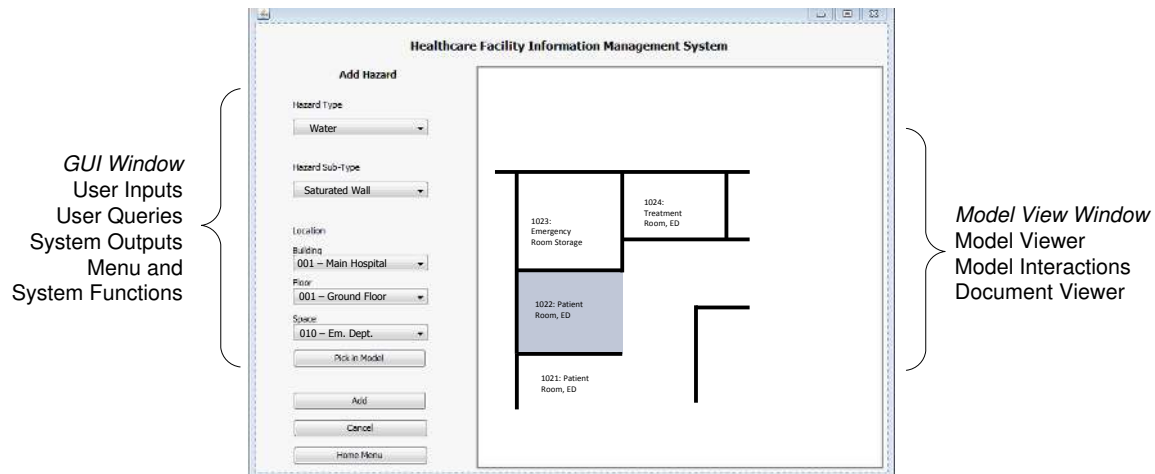 Healthcare Facility Information Management System
GUI Window
User Inputs
User Queries
System Outputs
Menu and
System Functions
Add Hazard
Hazard Type
Water
Hazard Sub-Type
Saturated Wall
Location
Building
001 – Main Hospital
Floor
001 – Ground Floor
Space
010 – Em. Dept.
Pick in Model
Add
Cancel
Home Menu
1023:
Emergency
Room Storage
1024:
Treatment
Room, ED
1022: Patient
Room, ED
1021: Patient
Room, ED
Model View Window
Model Viewer
Model Interactions
Document Viewer